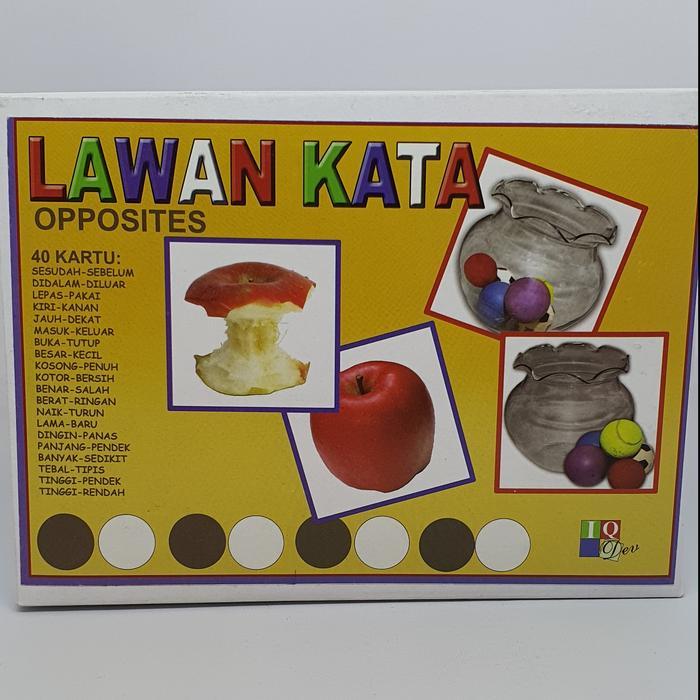 LAWAN KATA
OPPOSITES
40 KARTU:
SESUDAH-SEBELUM
DIDALAM-DILUAR
LEPAS-PAKAI
KIRI-KANAN
JAUH-DEKAT
MASUK-KELUAR
BUKA-TUTUP
BESAR-KECIL
KOSONG-PENUH
KOTOR-BERSIH
BENAR-SALAH
BERAT-RINGAN
NAIK-TURUN
LAMA-BARU
DINGIN-PANAS
PANJANG-PENDEK
BANYAK-SEDIKIT
TEBAL-TIPIS
TINGGI-PENDEK
TINGGI-RENDAH
IQ
Dev